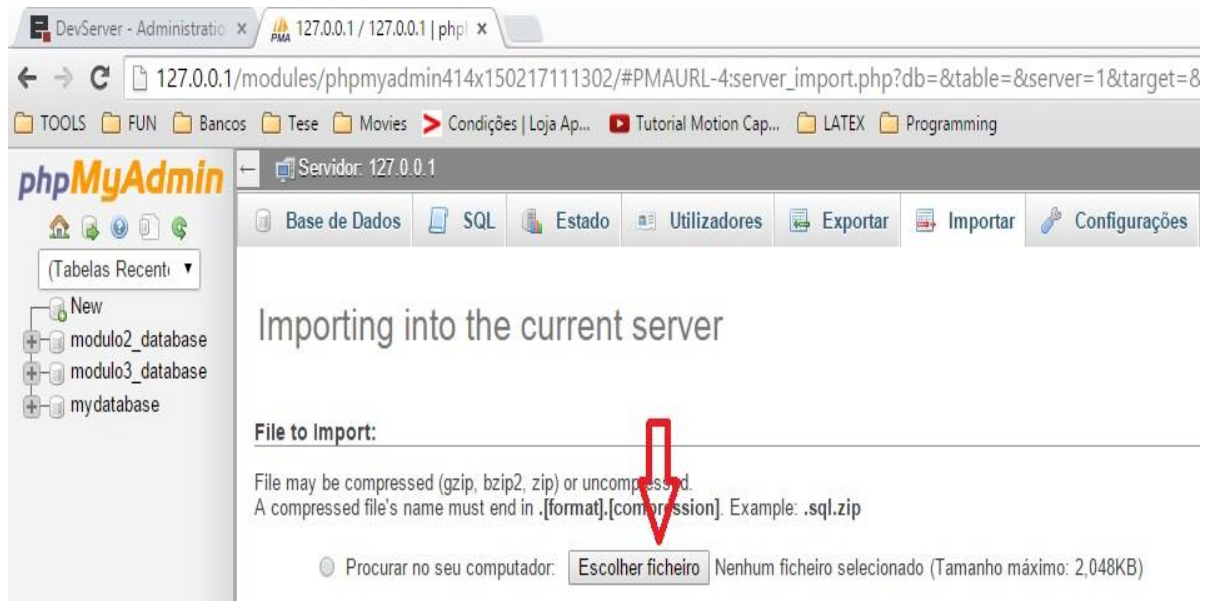 DevServer - Administratio
PMA 127.0.0.1 / 127.0.0.1 | phpl
127.0.0.1/modules/phpmyadmin414x150217111302/#PMAURL-4:server_import.php?db=&table=&server=1&target=&
TOOLS FUN Bancos Tese Movies Condições | Loja Ap... Tutorial Motion Cap... LATEX Programming
phpMyAdmin
Servidor: 127.0.0.1
Base de Dados SQL Estado Utilizadores Exportar Importar Configurações
(Tabelas Recente
New
modulo2_database
modulo3_database
mydatabase
Importing into the current server
File to Import:
File may be compressed (gzip, bzip2, zip) or uncompressed.
A compressed file's name must end in .[format].[compression]. Example: .sql.zip
Procurar no seu computador: Escolher ficheiro Nenhum ficheiro selecionado (Tamanho máximo: 2,048KB)